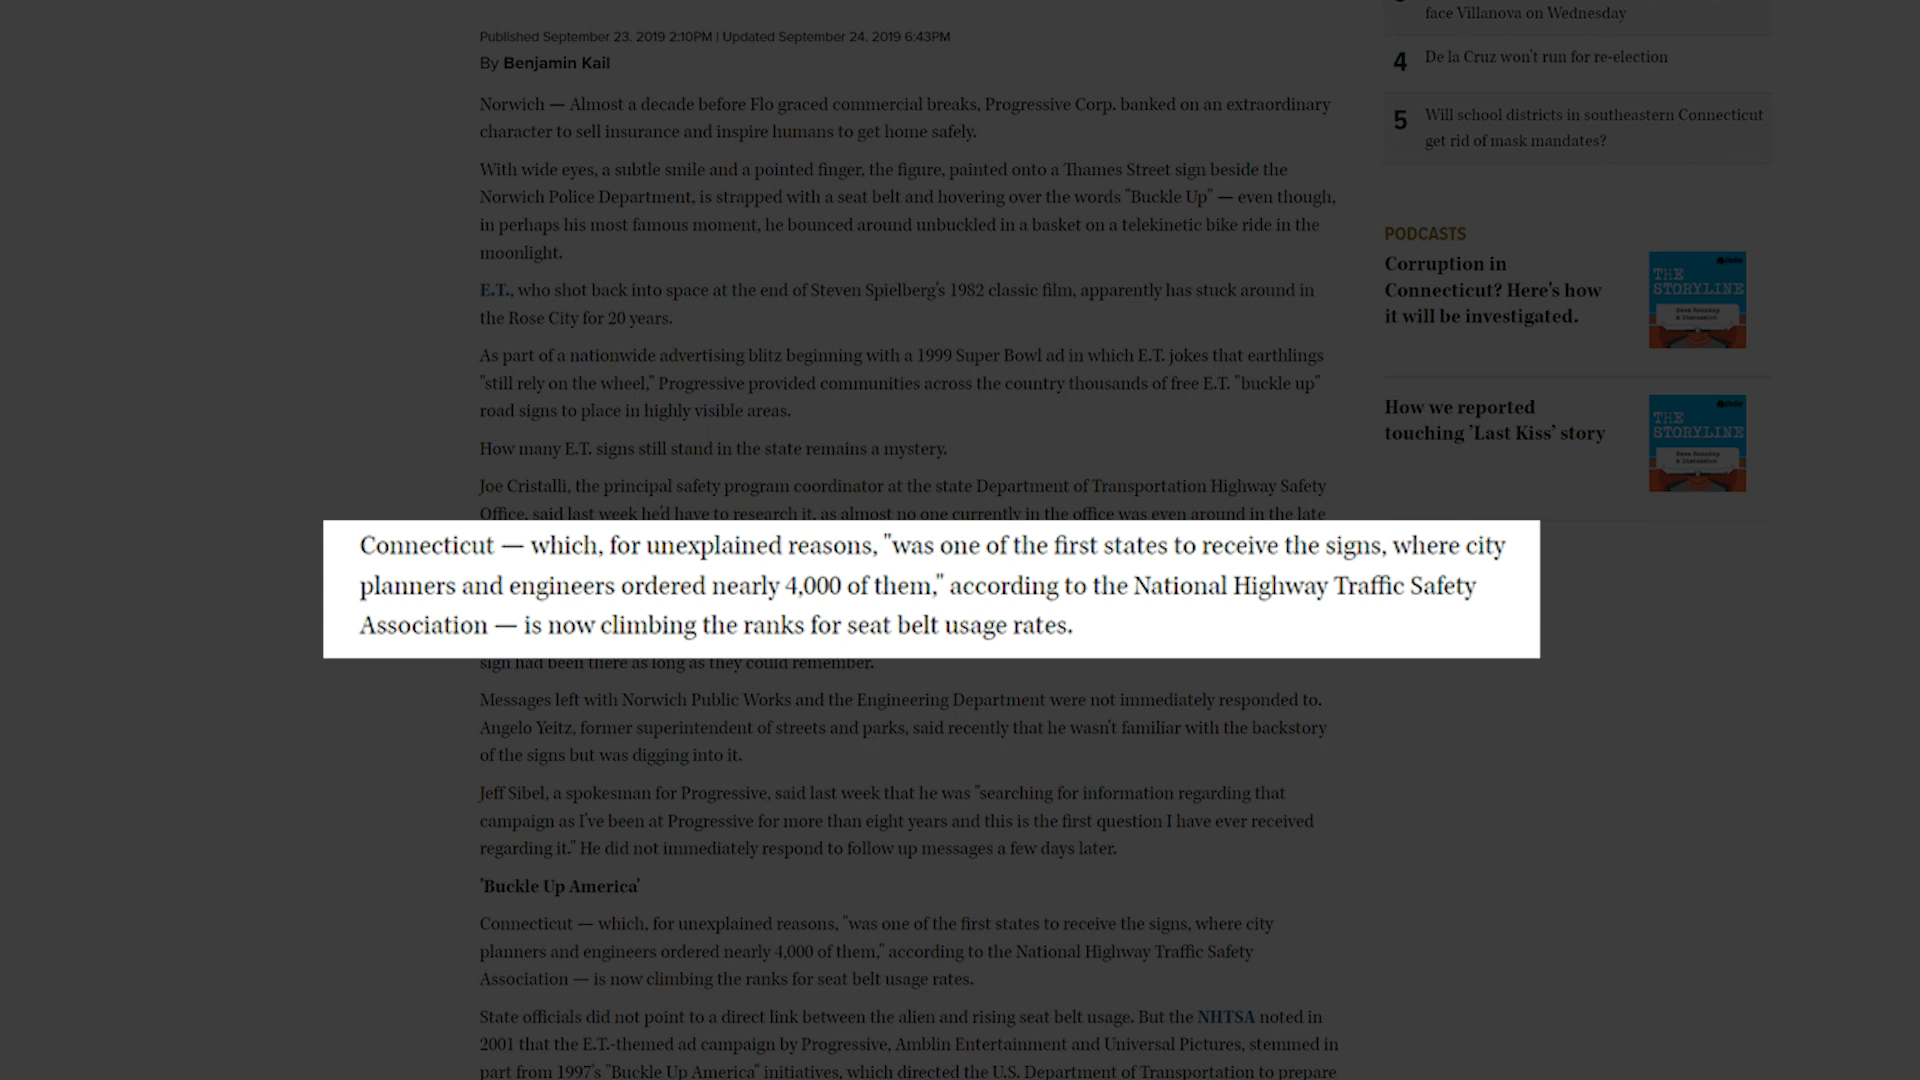 Published September 23. 2019 2:10PM | Updated September 24. 2019 6:43PM
By Benjamin Kail
Norwich — Almost a decade before Flo graced commercial breaks, Progressive Corp. banked on an extraordinary
character to sell insurance and inspire humans to get home safely.
With wide eyes, a subtle smile and a pointed finger, the figure, painted onto a Thames Street sign beside the
Norwich Police Department, is strapped with a seat belt and hovering over the words "Buckle Up" — even though,
in perhaps his most famous moment, he bounced around unbuckled in a basket on a telekinetic bike ride in the
moonlight.
E.T., who shot back into space at the end of Steven Spielberg's 1982 classic film, apparently has stuck around in
the Rose City for 20 years.
As part of a nationwide advertising blitz beginning with a 1999 Super Bowl ad in which E.T. jokes that earthlings
"still rely on the wheel," Progressive provided communities across the country thousands of free E.T. "buckle up"
road signs to place in highly visible areas.
How many E.T. signs still stand in the state remains a mystery.
Joe Cristalli, the principal safety program coordinator at the state Department of Transportation Highway Safety
Office, said last week he'd have to research it, as almost no one currently in the office was even around in the late
Connecticut — which, for unexplained reasons, "was one of the first states to receive the signs, where city
planners and engineers ordered nearly 4,000 of them," according to the National Highway Traffic Safety
Association — is now climbing the ranks for seat belt usage rates.
sign had been there as long as they could remember.
Messages left with Norwich Public Works and the Engineering Department were not immediately responded to.
Angelo Yeitz, former superintendent of streets and parks, said recently that he wasn't familiar with the backstory
of the signs but was digging into it.
Jeff Sibel, a spokesman for Progressive, said last week that he was "searching for information regarding that
campaign as I've been at Progressive for more than eight years and this is the first question I have ever received
regarding it." He did not immediately respond to follow up messages a few days later.
'Buckle Up America'
Connecticut — which, for unexplained reasons, "was one of the first states to receive the signs, where city
planners and engineers ordered nearly 4,000 of them," according to the National Highway Traffic Safety
Association — is now climbing the ranks for seat belt usage rates.
State officials did not point to a direct link between the alien and rising seat belt usage. But the NHTSA noted in
2001 that the E.T.-themed ad campaign by Progressive, Amblin Entertainment and Universal Pictures, stemmed in
part from 1997's "Buckle Up America" initiatives, which directed the U.S. Department of Transportation to prepare
face Villanova on Wednesday
4 De la Cruz won't run for re-election
5 Will school districts in southeastern Connecticut
get rid of mask mandates?
PODCASTS
Corruption in
Connecticut? Here's how
it will be investigated.
THE
STORYLINE
News Running
& Discussion
How we reported
touching 'Last Kiss' story
THE
STORYLINE
News Running
& Discussion